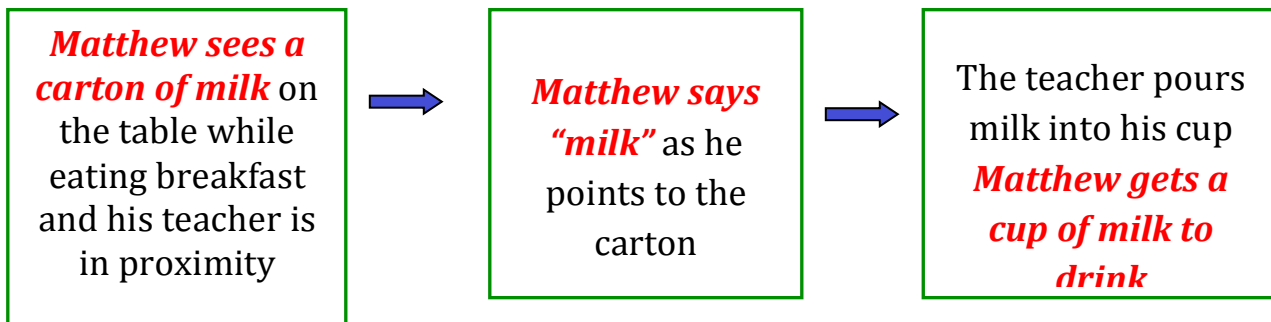 Matthew sees a
carton of milk on
the table while
eating breakfast
and his teacher is
in proximity
Matthew says
“milk” as he
points to the
carton
The teacher pours
milk into his cup
Matthew gets a
cup of milk to
drink